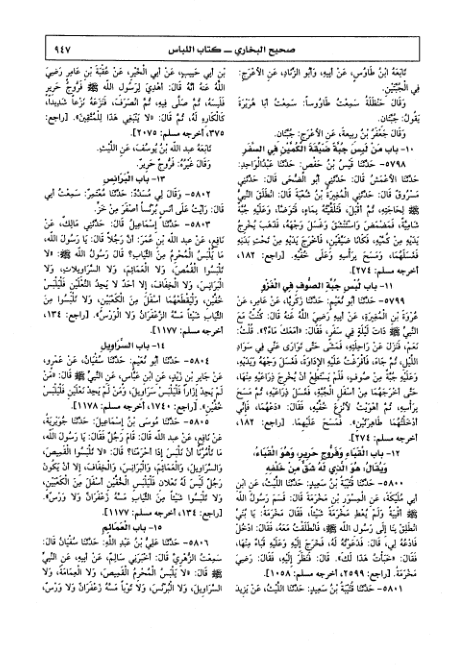 صحيح البخاري ــ كتاب اللباس
٩٤٧
تَابَعَهُ ابْنُ طَاوُسٍ، عَنْ أَبِيهِ، وَأَبُو الزِّنَادِ، عَنِ الأَعْرَجِ:
فِي الْجُبَّتَيْنِ.
وَقَالَ حَنْظَلَةُ: سَمِعْتُ طَاوُسًا: سَمِعْتُ أَبَا هُرَيْرَةَ
يَقُولُ: جُبَّتَانِ.
وَقَالَ جَعْفَرُ بْنُ رَبِيعَةَ، عَنِ الأَعْرَجِ: جُبَّتَانِ.
١٠- باب مَنْ لَبِسَ جُبَّةً ضَيِّقَةَ الْكُمَّيْنِ فِي السَّفَرِ
٥٧٩٨- حَدَّثَنَا قَيْسُ بْنُ حَفْصٍ: حَدَّثَنَا عَبْدُالْوَاحِدِ:
حَدَّثَنَا الأَعْمَشُ قَالَ: حَدَّثَنِي أَبُو الضُّحَى قَالَ: حَدَّثَنِي
مَسْرُوقٌ قَالَ: حَدَّثَنِي الْمُغِيرَةُ بْنُ شُعْبَةَ قَالَ: انْطَلَقَ النَّبِيُّ
ﷺ لِحَاجَتِهِ، ثُمَّ أَقْبَلَ، فَتَلَقَّيْتُهُ بِمَاءٍ، فَتَوَضَّأَ، وَعَلَيْهِ جُبَّةٌ
شَامِيَّةٌ، فَمَضْمَضَ وَاسْتَنْشَقَ وَغَسَلَ وَجْهَهُ، فَذَهَبَ يُخْرِجُ
يَدَيْهِ مِنْ كُمَّيْهِ، فَكَانَا ضَيِّقَيْنِ، فَأَخْرَجَ يَدَيْهِ مِنْ تَحْتِ بَدَنِهِ
فَغَسَلَهُمَا، وَمَسَحَ بِرَأْسِهِ وَعَلَى خُفَّيْهِ. [راجع: ١٨٢،
أخرجه مسلم: ٢٧٤].
١١- باب لُبْسِ جُبَّةِ الصُّوفِ فِي الْغَزْوِ
٥٧٩٩- حَدَّثَنَا أَبُو نُعَيْمٍ: حَدَّثَنَا زَكَرِيَّا، عَنْ عَامِرٍ، عَنْ
عُرْوَةَ بْنِ الْمُغِيرَةِ، عَنْ أَبِيهِ رَضِيَ اللَّهُ عَنْهُ قَالَ: كُنْتُ مَعَ
النَّبِيِّ ﷺ ذَاتَ لَيْلَةٍ فِي سَفَرٍ، فَقَالَ: «أَمَعَكَ مَاءٌ؟». قُلْتُ:
نَعَمْ، فَنَزَلَ عَنْ رَاحِلَتِهِ، فَمَشَى حَتَّى تَوَارَى عَنِّي فِي سَوَادِ
اللَّيْلِ، ثُمَّ جَاءَ، فَأَفْرَغْتُ عَلَيْهِ الإِدَاوَةَ، فَغَسَلَ وَجْهَهُ وَيَدَيْهِ،
وَعَلَيْهِ جُبَّةٌ مِنْ صُوفٍ، فَلَمْ يَسْتَطِعْ أَنْ يُخْرِجَ ذِرَاعَيْهِ مِنْهَا،
حَتَّى أَخْرَجَهُمَا مِنْ أَسْفَلِ الْجُبَّةِ، فَغَسَلَ ذِرَاعَيْهِ، ثُمَّ مَسَحَ
بِرَأْسِهِ، ثُمَّ أَهْوَيْتُ لأَنْزِعَ خُفَّيْهِ، فَقَالَ: «دَعْهُمَا، فَإِنِّي
أَدْخَلْتُهُمَا طَاهِرَتَيْنِ». فَمَسَحَ عَلَيْهِمَا. [راجع: ١٨٢،
أخرجه مسلم: ٢٧٤].
١٢- باب الْقَبَاءِ وَفَرُّوجِ حَرِيرٍ، وَهُوَ الْقَبَاءُ،
وَيُقَالُ: هُوَ الَّذِي لَهُ شَقٌّ مِنْ خَلْفِهِ
٥٨٠٠- حَدَّثَنَا قُتَيْبَةُ بْنُ سَعِيدٍ: حَدَّثَنَا اللَّيْثُ، عَنِ ابْنِ
أَبِي مُلَيْكَةَ، عَنِ الْمِسْوَرِ بْنِ مَخْرَمَةَ قَالَ: قَسَمَ رَسُولُ اللَّهِ
ﷺ أَقْبِيَةً وَلَمْ يُعْطِ مَخْرَمَةَ شَيْئًا، فَقَالَ مَخْرَمَةُ: يَا بُنَيِّ
انْطَلِقْ بِنَا إِلَى رَسُولِ اللَّهِ ﷺ، فَانْطَلَقْتُ مَعَهُ، فَقَالَ: ادْخُلْ
فَادْعُهُ لِي، قَالَ: فَدَعَوْتُهُ لَهُ، فَخَرَجَ إِلَيْهِ وَعَلَيْهِ قَبَاءٌ مِنْهَا،
فَقَالَ: «خَبَأْتُ هَذَا لَكَ». قَالَ: فَنَظَرَ إِلَيْهِ، فَقَالَ: رَضِيَ
مَخْرَمَةُ. [راجع: ٢٥٩٩، أخرجه مسلم: ١٠٥٨].
٥٨٠١- حَدَّثَنَا قُتَيْبَةُ بْنُ سَعِيدٍ: حَدَّثَنَا اللَّيْثُ، عَنْ يَزِيدَ
بْنِ أَبِي حَبِيبٍ، عَنْ أَبِي الْخَيْرِ، عَنْ عُقْبَةَ بْنِ عَامِرٍ رَضِيَ
اللَّهُ عَنْهُ أَنَّهُ قَالَ: أُهْدِيَ لِرَسُولِ اللَّهِ ﷺ فَرُّوجُ حَرِيرٍ
فَلَبِسَهُ، ثُمَّ صَلَّى فِيهِ، ثُمَّ انْصَرَفَ، فَنَزَعَهُ نَزْعًا شَدِيدًا،
كَالْكَارِهِ لَهُ، ثُمَّ قَالَ: «لاَ يَنْبَغِي هَذَا لِلْمُتَّقِينَ». [راجع:
٣٧٥، أخرجه مسلم: ٢٠٧٥].
تَابَعَهُ عَبْدُ اللَّهِ بْنُ يُوسُفَ، عَنِ اللَّيْثِ.
وَقَالَ غَيْرُهُ: فَرُّوجٌ حَرِيرٌ.
١٣- باب الْبَرَانِسِ
٥٨٠٢- وَقَالَ لِي مُسَدَّدٌ: حَدَّثَنَا مُعْتَمِرٌ: سَمِعْتُ أَبِي
قَالَ: رَأَيْتُ عَلَى أَنَسٍ بُرْنُسًا أَصْفَرَ مِنْ خَزٍّ.
٥٨٠٣- حَدَّثَنَا إِسْمَاعِيلُ قَالَ: حَدَّثَنِي مَالِكٌ، عَنْ
نَافِعٍ، عَنْ عَبْدِ اللَّهِ بْنِ عُمَرَ: أَنَّ رَجُلاً قَالَ: يَا رَسُولَ اللَّهِ،
مَا يَلْبَسُ الْمُحْرِمُ مِنَ الثِّيَابِ؟ قَالَ رَسُولُ اللَّهِ ﷺ: «لاَ
تَلْبَسُوا الْقُمُصَ، وَلاَ الْعَمَائِمَ، وَلاَ السَّرَاوِيلاَتِ، وَلاَ
الْبَرَانِسَ، وَلاَ الْخِفَافَ، إِلاَّ أَحَدٌ لاَ يَجِدُ النَّعْلَيْنِ فَلْيَلْبَسْ
خُفَّيْنِ، وَلْيَقْطَعْهُمَا أَسْفَلَ مِنَ الْكَعْبَيْنِ، وَلاَ تَلْبَسُوا مِنَ
الثِّيَابِ شَيْئًا مَسَّهُ زَعْفَرَانٌ وَلاَ الْوَرْسُ». [راجع: ١٣٤،
أخرجه مسلم: ١١٧٧].
١٤- باب السَّرَاوِيلِ
٥٨٠٤- حَدَّثَنَا أَبُو نُعَيْمٍ: حَدَّثَنَا سُفْيَانُ، عَنْ عَمْرٍو،
عَنْ جَابِرِ بْنِ زَيْدٍ، عَنِ ابْنِ عَبَّاسٍ، عَنِ النَّبِيِّ ﷺ قَالَ: «مَنْ
لَمْ يَجِدْ إِزَارًا فَلْيَلْبَسْ سَرَاوِيلَ، وَمَنْ لَمْ يَجِدْ نَعْلَيْنِ فَلْيَلْبَسْ
خُفَّيْنِ». [راجع: ١٧٤٠، أخرجه مسلم: ١١٧٨].
٥٨٠٥- حَدَّثَنَا مُوسَى بْنُ إِسْمَاعِيلَ: حَدَّثَنَا جُوَيْرِيَةُ،
عَنْ نَافِعٍ، عَنْ عَبْدِ اللَّهِ قَالَ: قَامَ رَجُلٌ فَقَالَ: يَا رَسُولَ اللَّهِ،
مَا تَأْمُرُنَا أَنْ نَلْبَسَ إِذَا أَحْرَمْنَا؟ قَالَ: «لاَ تَلْبَسُوا الْقَمِيصَ،
وَالسَّرَاوِيلَ، وَالْعَمَائِمَ، وَالْبَرَانِسَ، وَالْخِفَافَ، إِلاَّ أَنْ يَكُونَ
رَجُلٌ لَيْسَ لَهُ نَعْلاَنِ فَلْيَلْبَسِ الْخُفَّيْنِ أَسْفَلَ مِنَ الْكَعْبَيْنِ،
وَلاَ تَلْبَسُوا شَيْئًا مِنَ الثِّيَابِ مَسَّهُ زَعْفَرَانٌ وَلاَ وَرْسٌ».
[راجع: ١٣٤، أخرجه مسلم: ١١٧٧].
١٥- باب الْعَمَائِمِ
٥٨٠٦- حَدَّثَنَا عَلِيُّ بْنُ عَبْدِ اللَّهِ: حَدَّثَنَا سُفْيَانُ قَالَ:
سَمِعْتُ الزُّهْرِيَّ قَالَ: أَخْبَرَنِي سَالِمٌ، عَنْ أَبِيهِ، عَنِ النَّبِيِّ
ﷺ قَالَ: «لاَ يَلْبَسُ الْمُحْرِمُ الْقَمِيصَ، وَلاَ الْعِمَامَةَ، وَلاَ
السَّرَاوِيلَ، وَلاَ الْبُرْنُسَ، وَلاَ ثَوْبًا مَسَّهُ زَعْفَرَانٌ وَلاَ وَرْسٌ،